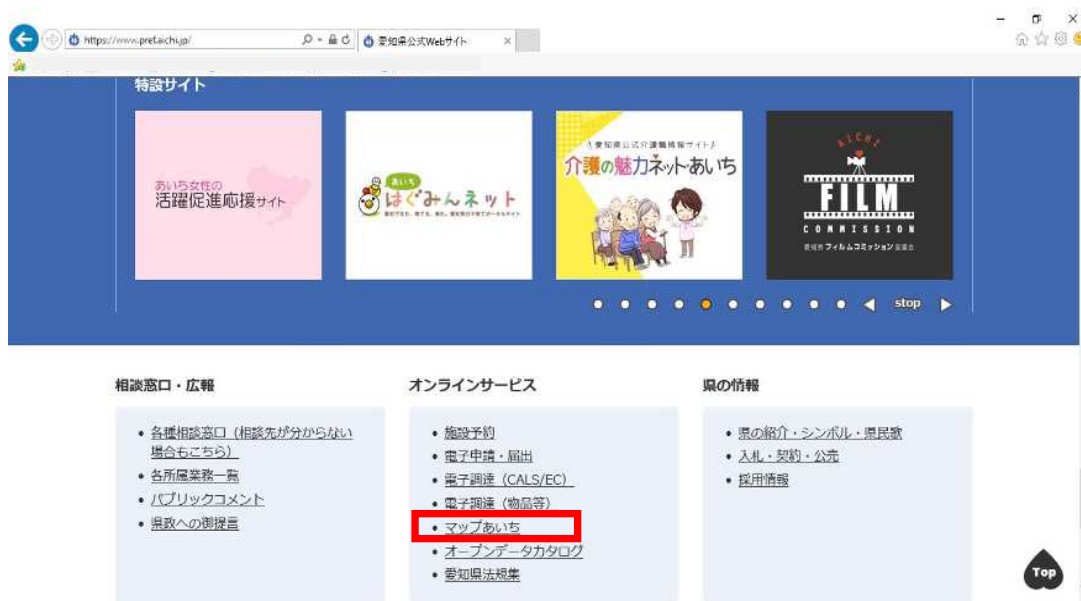 https://www.pref.aichi.jp/
愛知県公式Webサイト
特設サイト
あいち女性の
活躍促進応援サイト
あいち
はぐみんネット
愛知県公式介護職情報サイト
介護の魅力ネット・あいち
AICHI
FILM
COMMISSION
愛知県フィルムコミッション協議会
stop
相談窓口・広報
・各種相談窓口（相談先が分からない
場合もこちら）
・各所属業務一覧
・パブリックコメント
・県政への御提言
オンラインサービス
・施設予約
・電子申請・届出
・電子調達（CALS/EC）
・電子調達（物品等）
・マップあいち
・オープンデータカタログ
・愛知県法規集
県の情報
・県の紹介・シンボル・県民歌
・入札・契約・公売
・採用情報
Top